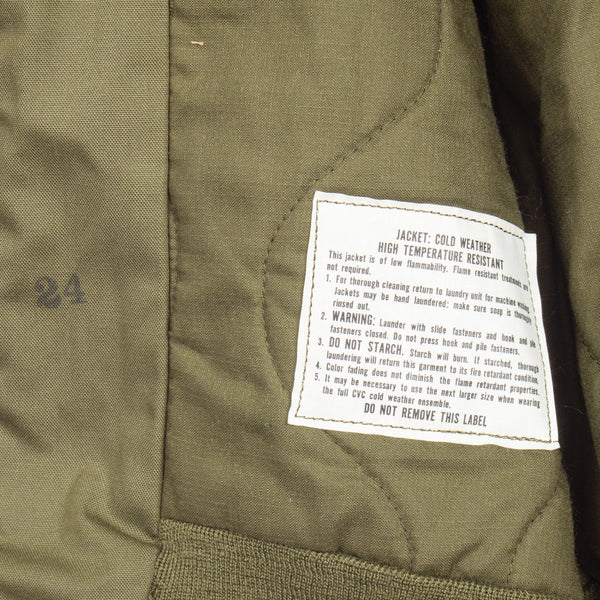 24
JACKET: COLD WEATHER
HIGH TEMPERATURE RESISTANT
This jacket is of low flammability. Flame resistant treatments are
not required.
1. For thorough cleaning return to laundry unit for machine washing.
Jackets may be hand laundered; make sure soap is thoroughly
rinsed out.
2. WARNING: Launder with slide fasteners and hook and pile
fasteners closed. Do not press hook and pile fasteners.
3. DO NOT STARCH. Starch will burn. If starched, thorough
laundering will return this garment to its fire retardant condition.
4. Color fading does not diminish the flame retardant properties.
5. It may be necessary to use the next larger size when wearing
the full CVC cold weather ensemble.
DO NOT REMOVE THIS LABEL